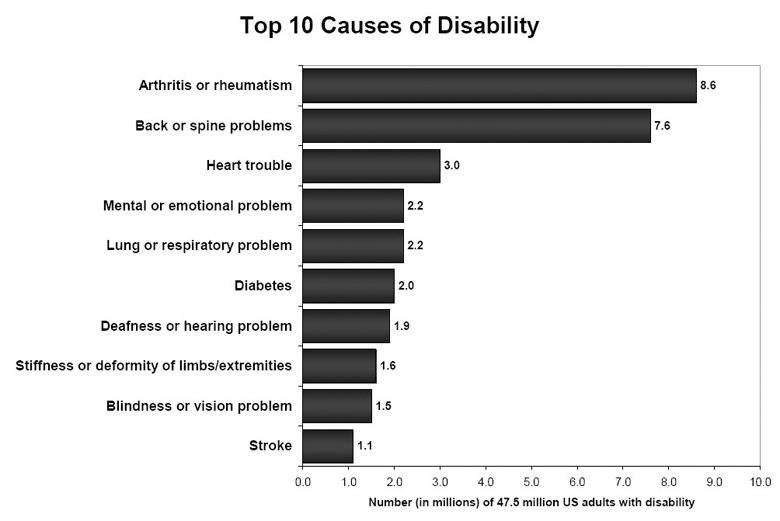 Top 10 Causes of Disability
Arthritis or rheumatism 8.6
Back or spine problems 7.6
Heart trouble 3.0
Mental or emotional problem 2.2
Lung or respiratory problem 2.2
Diabetes 2.0
Deafness or hearing problem 1.9
Stiffness or deformity of limbs/extremities 1.6
Blindness or vision problem 1.5
Stroke 1.1
0.0 1.0 2.0 3.0 4.0 5.0 6.0 7.0 8.0 9.0 10.0
Number (in millions) of 47.5 million US adults with disability